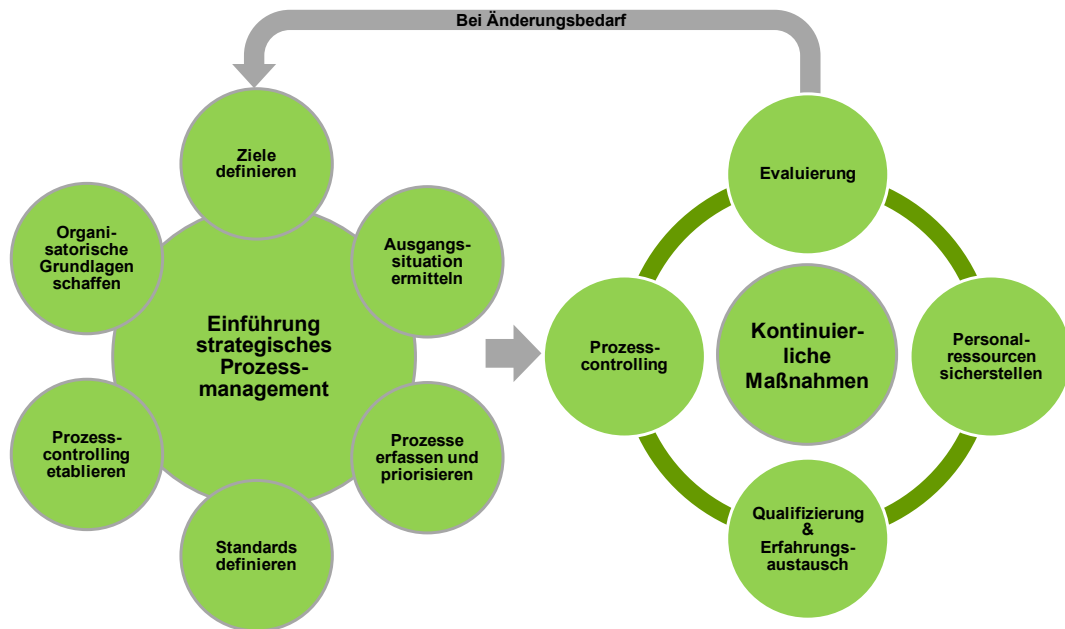 Bei Änderungsbedarf
Ziele
definieren
Ausgangs-
situation
ermitteln
Prozesse
erfassen und
priorisieren
Standards
definieren
Prozess-
controlling
etablieren
Organi-
satorische
Grundlagen
schaffen
Einführung
strategisches
Prozess-
management
Evaluierung
Personal-
ressourcen
sicherstellen
Qualifizierung
&
Erfahrungs-
austausch
Prozess-
controlling
Kontinuier-
liche
Maßnahmen